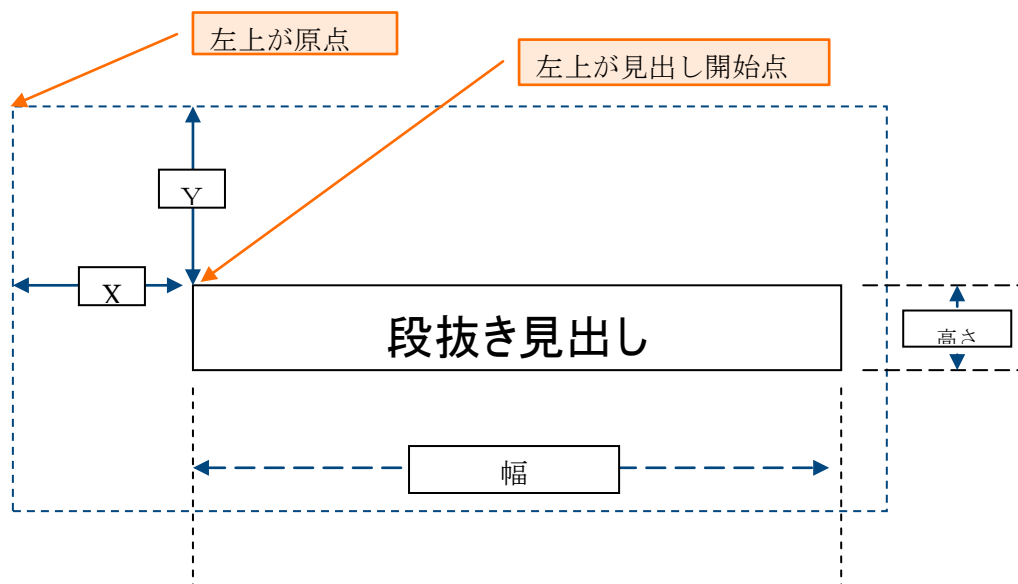 左上が原点
左上が見出し開始点
Y
X
段抜き見出し
高さ
幅